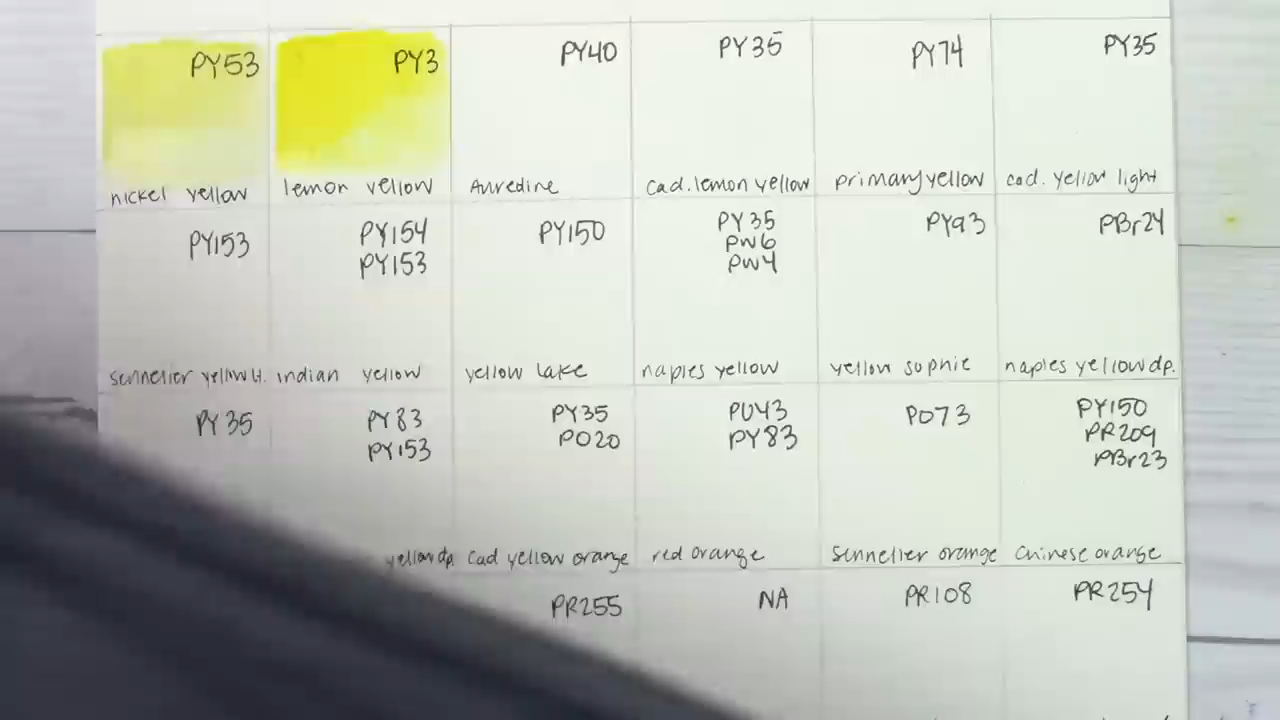 PY53 PY3 PY40 PY35 PY74 PY35
nickel yellow lemon yellow Auredine cad.lemon yellow primary yellow cad. yellow light
PY153 PY154 PY150 PY35 PY93 PBr24
PY153 PW6
PW4
sennelier yellow lt. indian yellow yellow lake naples yellow yellow sophie naples yellow dp.
PY35 PY83 PY35 PO43 PO73 PY150
PY153 PO20 PY83 PR209
PBr23
yellow dp. cad yellow orange red orange sennelier orange chinese orange
PR255 NA PR108 PR254